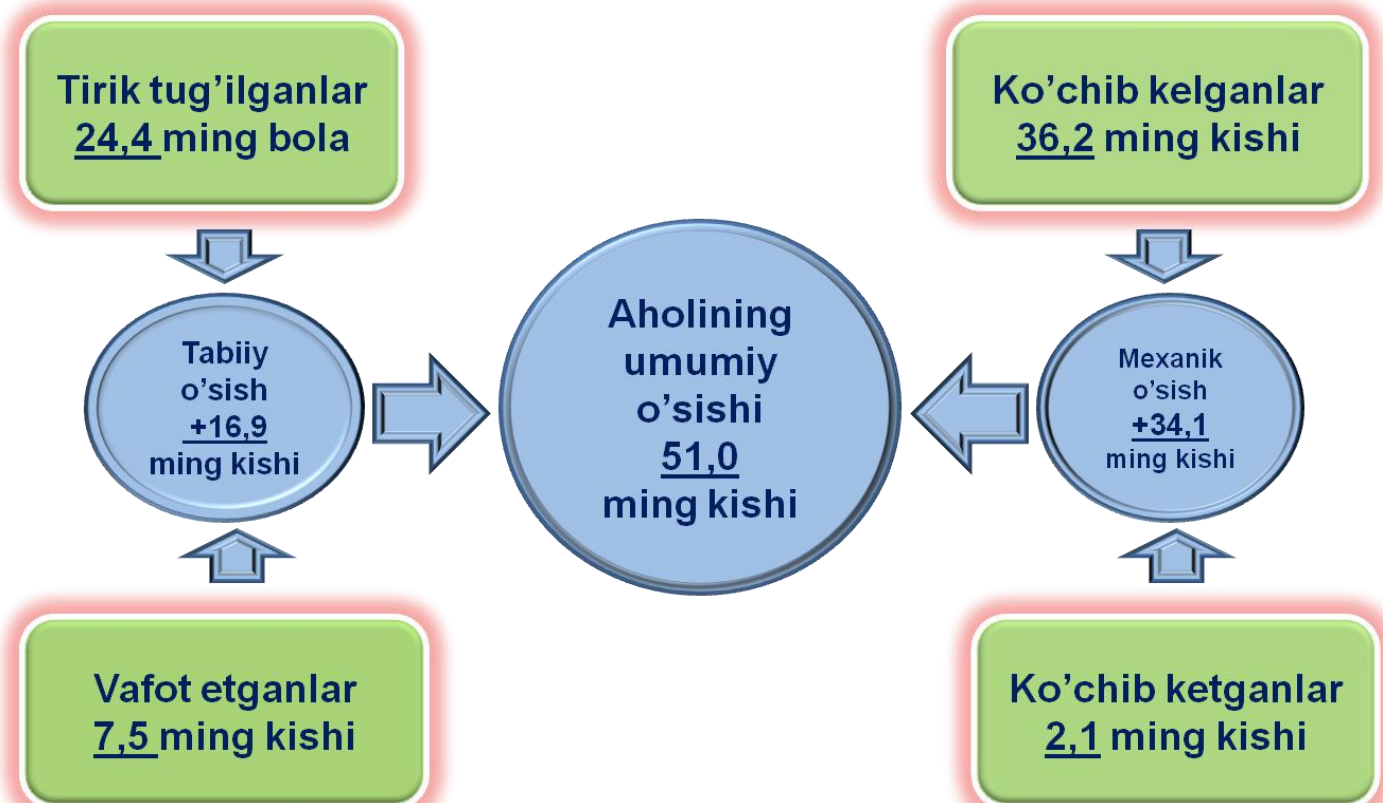 Tirik tug’ilganlar
24,4 ming bola
Ko’chib kelganlar
36,2 ming kishi
Tabiiy
o’sish
+16,9
ming kishi
Aholining
umumiy
o’sishi
51,0
ming kishi
Mexanik
o’sish
+34,1
ming kishi
Vafot etganlar
7,5 ming kishi
Ko’chib ketganlar
2,1 ming kishi